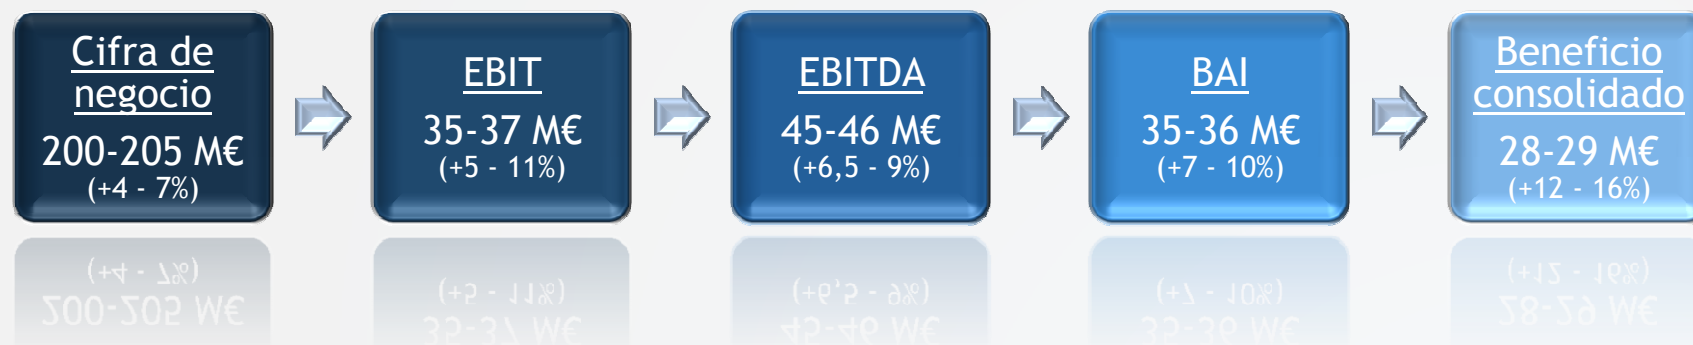 Cifra de
negocio
200-205 M€
(+4 - 7%)
EBIT
35-37 M€
(+5 - 11%)
EBITDA
45-46 M€
(+6,5 - 9%)
BAI
35-36 M€
(+7 - 10%)
Beneficio
consolidado
28-29 M€
(+12 - 16%)